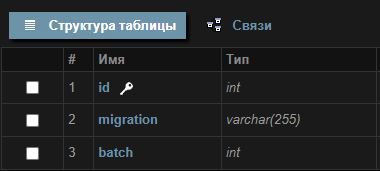 Структура таблицы Связи
# Имя Тип
1 id int
2 migration varchar(255)
3 batch int